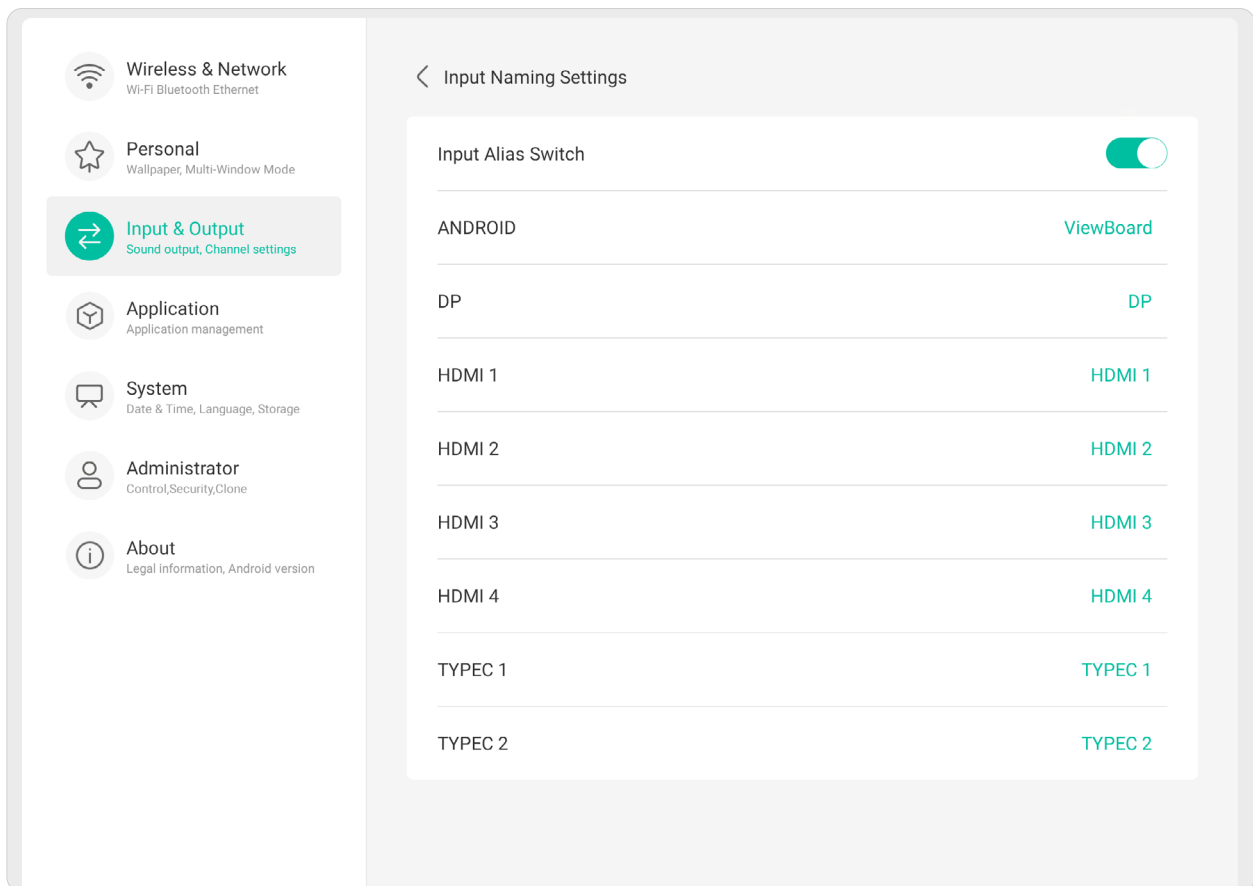 Wireless & Network
Wi-Fi Bluetooth Ethernet
Personal
Wallpaper, Multi-Window Mode
Input & Output
Sound output, Channel settings
Application
Application management
System
Date & Time, Language, Storage
Administrator
Control,Security,Clone
About
Legal information, Android version
Input Naming Settings
Input Alias Switch
ANDROID ViewBoard
DP DP
HDMI 1 HDMI 1
HDMI 2 HDMI 2
HDMI 3 HDMI 3
HDMI 4 HDMI 4
TYPEC 1 TYPEC 1
TYPEC 2 TYPEC 2